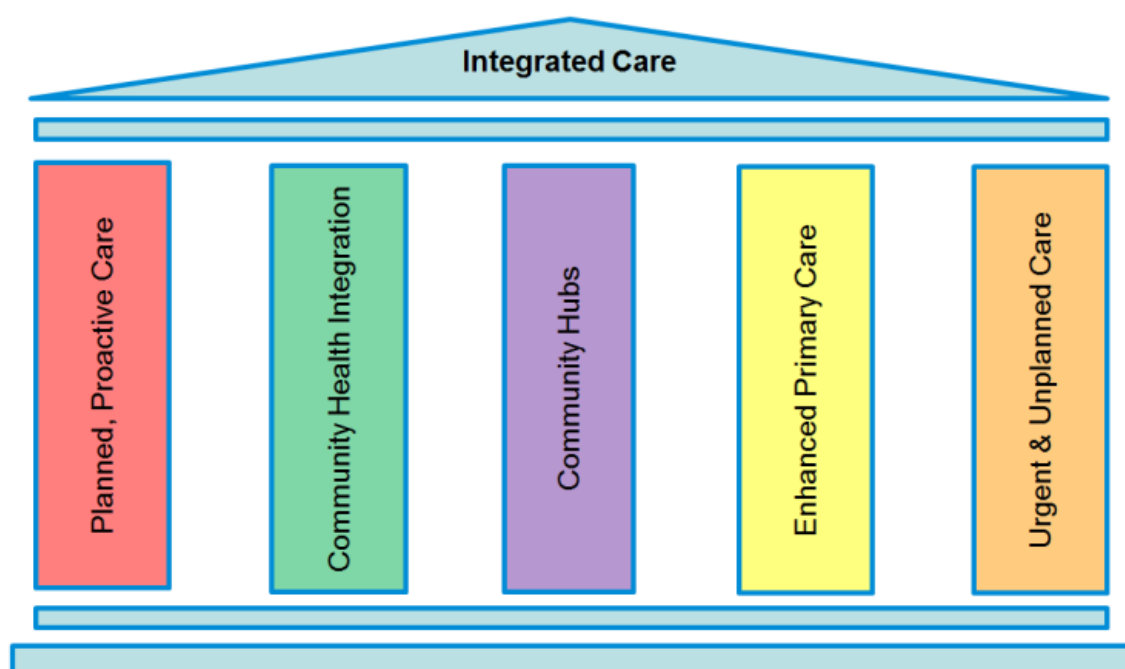 Integrated Care
Planned, Proactive Care
Community Health Integration
Community Hubs
Enhanced Primary Care
Urgent & Unplanned Care